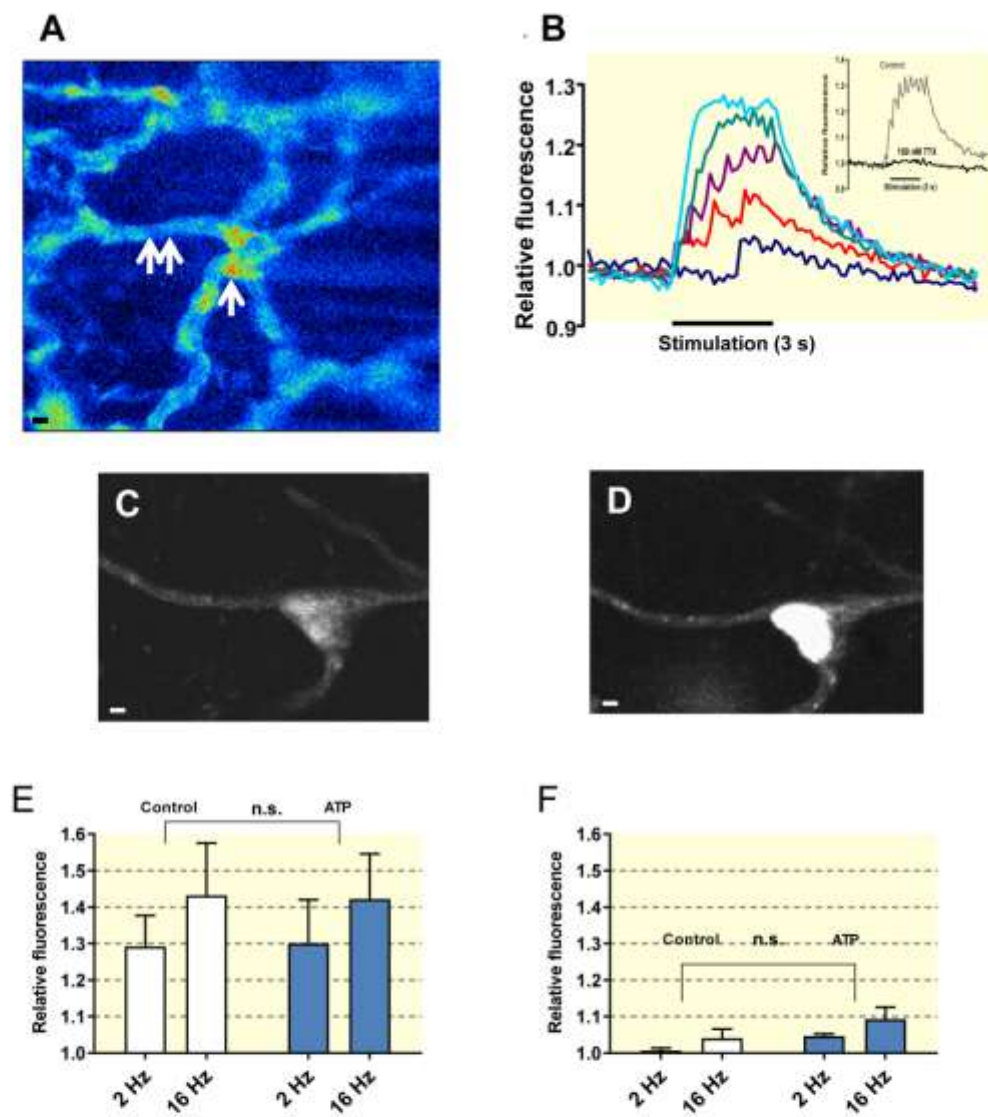 A
B
Relative fluorescence
1.3
1.2
1.1
1.0
0.9
Stimulation (3 s)
Control
100 nM TTX
Stimulation (3 s)
C
D
E
Control
n.s.
ATP
Relative fluorescence
1.6
1.5
1.4
1.3
1.2
1.1
1.0
2 Hz
16 Hz
2 Hz
16 Hz
F
Control
n.s.
ATP
Relative fluorescence
1.6
1.5
1.4
1.3
1.2
1.1
1.0
2 Hz
16 Hz
2 Hz
16 Hz